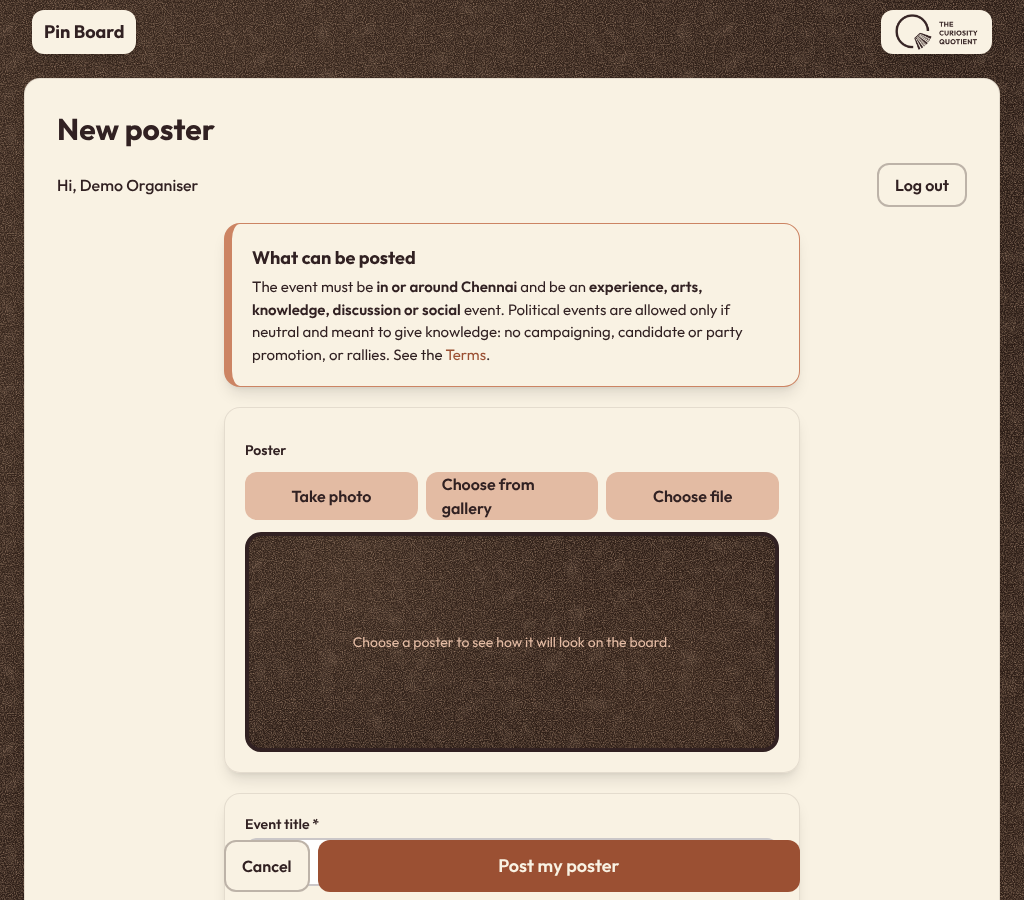 Pin Board
THE
CURIOSITY
QUOTIENT
New poster
Hi, Demo Organiser
Log out
What can be posted
The event must be in or around Chennai and be an experience, arts,
knowledge, discussion or social event. Political events are allowed only if
neutral and meant to give knowledge: no campaigning, candidate or party
promotion, or rallies. See the Terms.
Poster
Take photo
Choose from
gallery
Choose file
Choose a poster to see how it will look on the board.
Event title *
Cancel
Post my poster